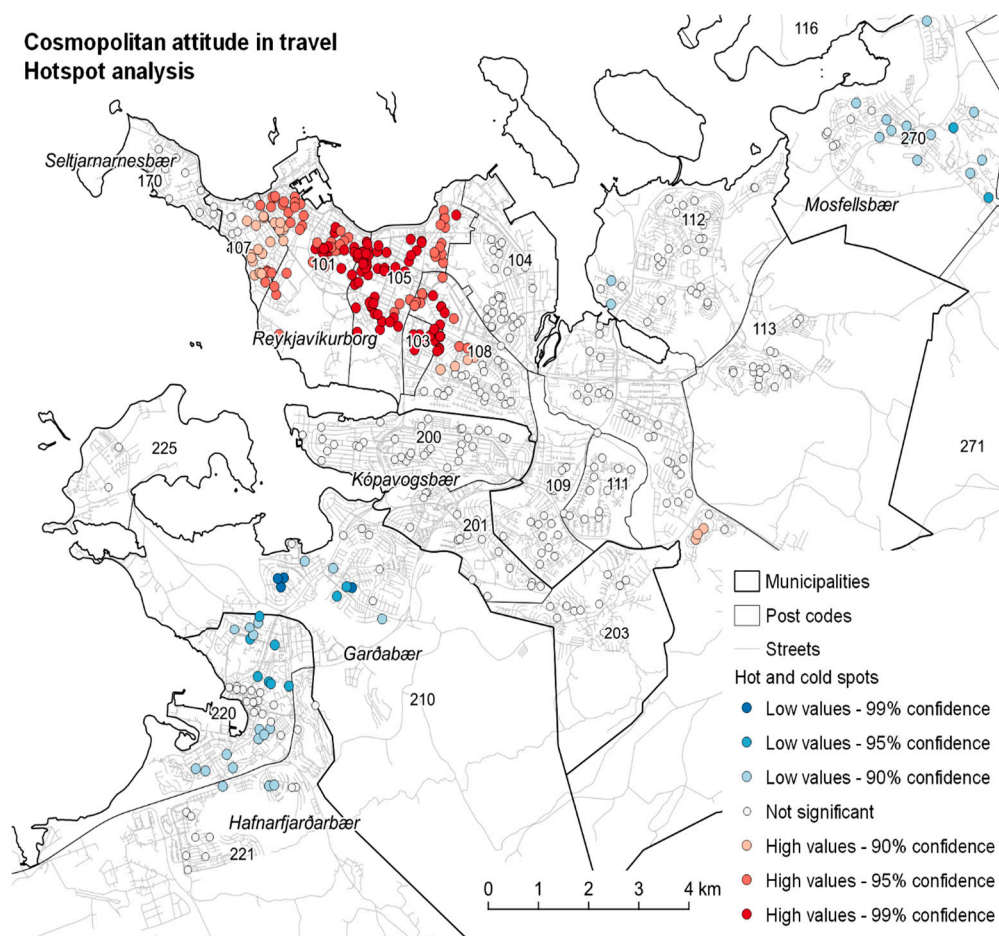 Cosmopolitan attitude in travel
Hotspot analysis
116
270
Seltjarnarnesbær
170
Mosfellsbær
112
107
101
105
104
113
Reykjavíkurborg
103
108
271
225
200
Kópavogsbær
109
111
201
203
Garðabær
210
220
Hafnarfjarðarbær
221
Municipalities
Post codes
Streets
Hot and cold spots
Low values - 99% confidence
Low values - 95% confidence
Low values - 90% confidence
Not significant
High values - 90% confidence
High values - 95% confidence
High values - 99% confidence
0 1 2 4 km